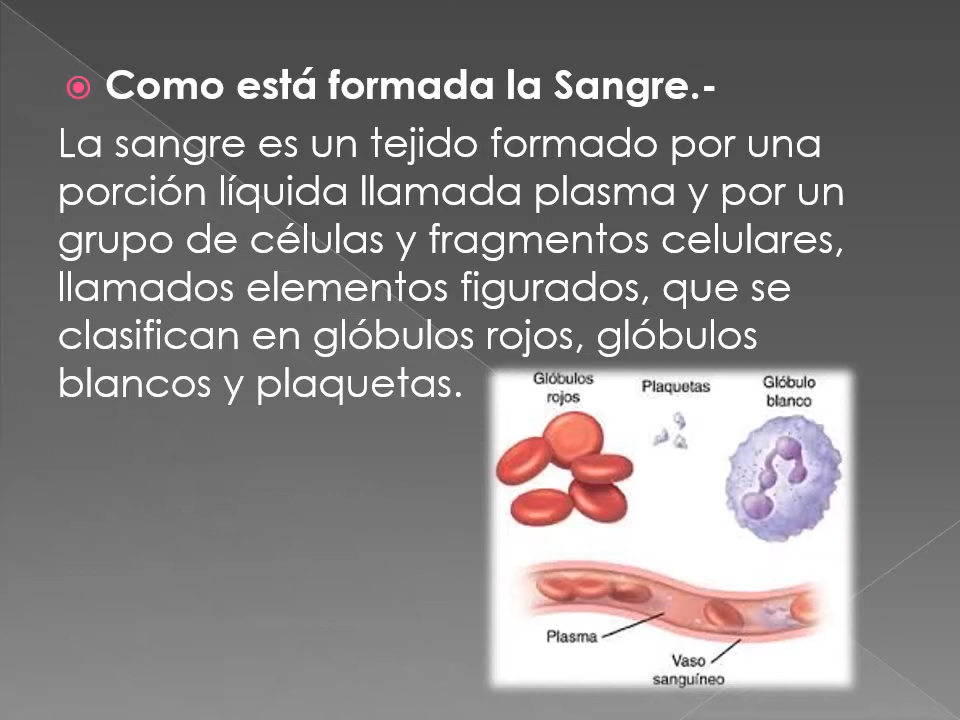 Como está formada la Sangre.-
La sangre es un tejido formado por una
porción líquida llamada plasma y por un
grupo de células y fragmentos celulares,
llamados elementos figurados, que se
clasifican en glóbulos rojos, glóbulos
blancos y plaquetas.
Glóbulos
rojos
Plaquetas
Glóbulo
blanco
Plasma
Vaso
sanguíneo